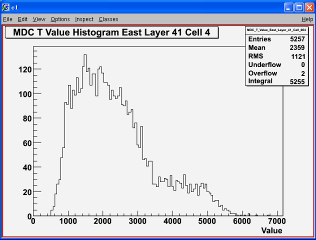 c1
File Edit View Options Inspect Classes Help
MDC T Value Histogram East Layer 41 Cell 4
Entries 5257
Mean 2359
RMS 1121
Underflow 0
Overflow 2
Integral 5255
120
100
80
60
40
20
0
0 1000 2000 3000 4000 5000 6000 7000
Value